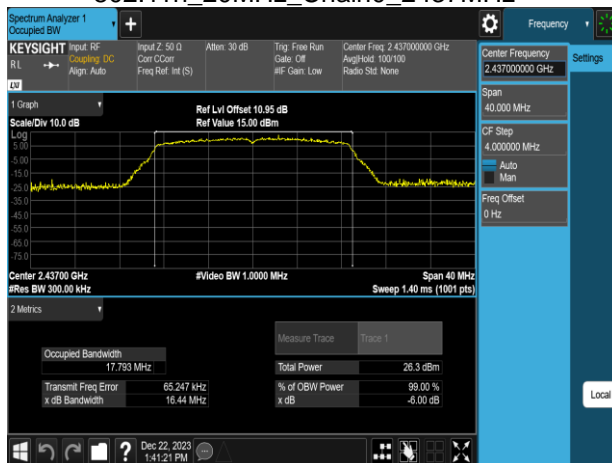 Spectrum Analyzer 1
Occupied BW
+
Frequency
KEYSIGHT
RL
LXI
Input: RF
Coupling: DC
Align: Auto
Input Z: 50 Ω
Corr CCorr
Freq Ref: Int (S)
Atten: 30 dB
Trig: Free Run
Gate: Off
#IF Gain: Low
Center Freq: 2.437000000 GHz
Avg|Hold: 100/100
Radio Std: None
Center Frequency
2.437000000 GHz
Settings
Span
40.000 MHz
CF Step
4.000000 MHz
Auto
Man
Freq Offset
0 Hz
Local
1 Graph
Scale/Div 10.0 dB
Ref Lvl Offset 10.95 dB
Ref Value 15.00 dBm
Log
5.00
-5.00
-15.0
-25.0
-35.0
-45.0
-55.0
-65.0
-75.0
Center 2.43700 GHz
#Video BW 1.0000 MHz
Span 40 MHz
#Res BW 300.00 kHz
Sweep 1.40 ms (1001 pts)
2 Metrics
Measure Trace
Trace 1
Occupied Bandwidth
17.793 MHz
Total Power
26.3 dBm
Transmit Freq Error
65.247 kHz
% of OBW Power
99.00 %
x dB Bandwidth
16.44 MHz
x dB
-6.00 dB
?
Dec 22, 2023
1:41:21 PM